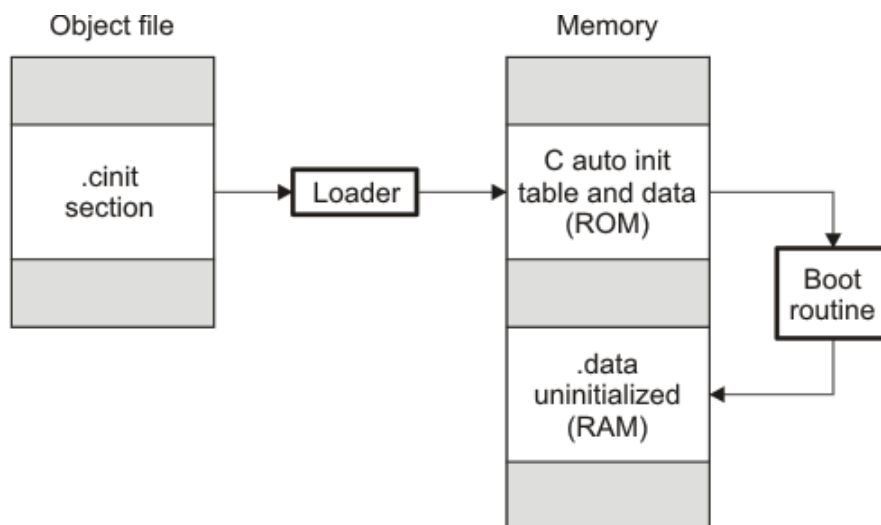 Object file
Memory
.cinit
section
Loader
C auto init
table and data
(ROM)
Boot
routine
.data
uninitialized
(RAM)